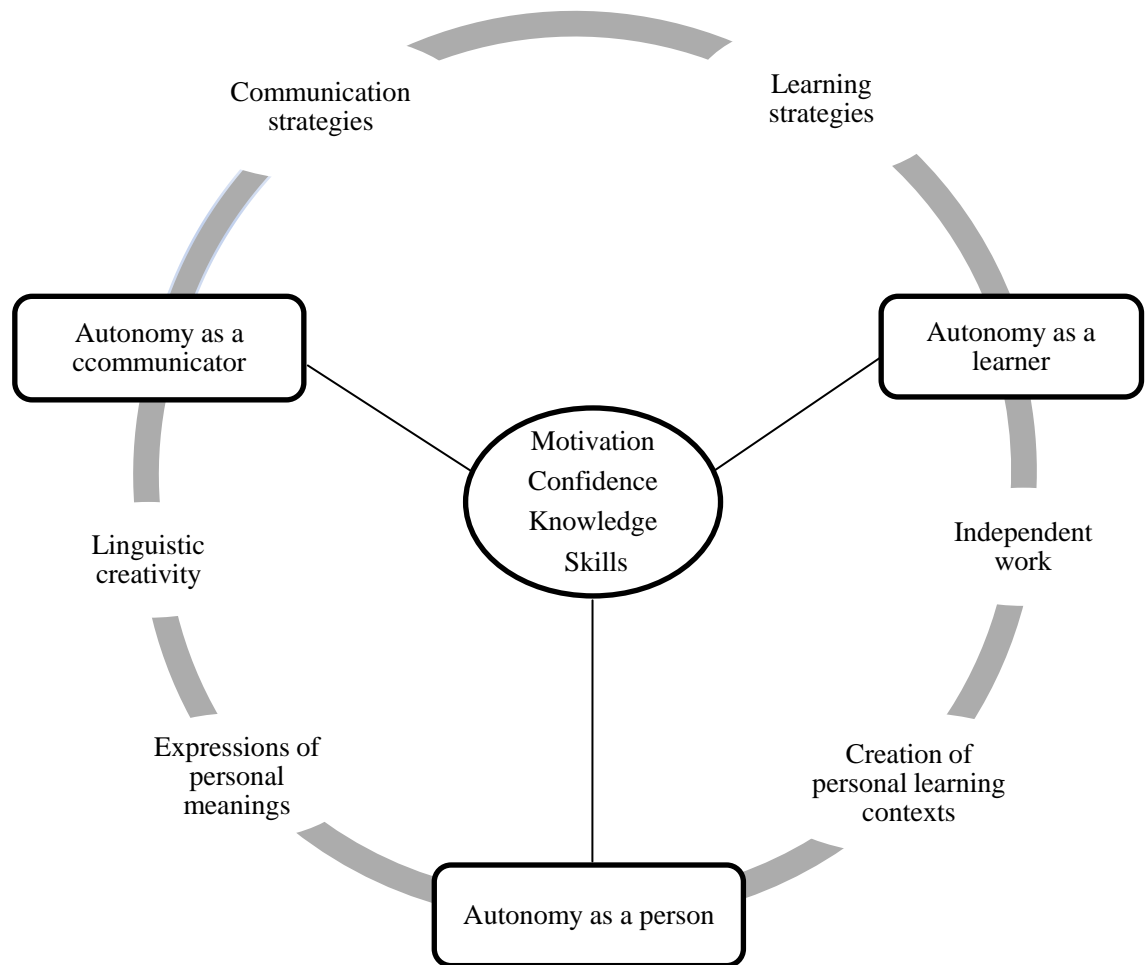 Communication
strategies
Learning
strategies
Autonomy as a
ccommunicator
Autonomy as a
learner
Motivation
Confidence
Knowledge
Skills
Linguistic
creativity
Independent
work
Expressions of
personal
meanings
Creation of
personal learning
contexts
Autonomy as a person